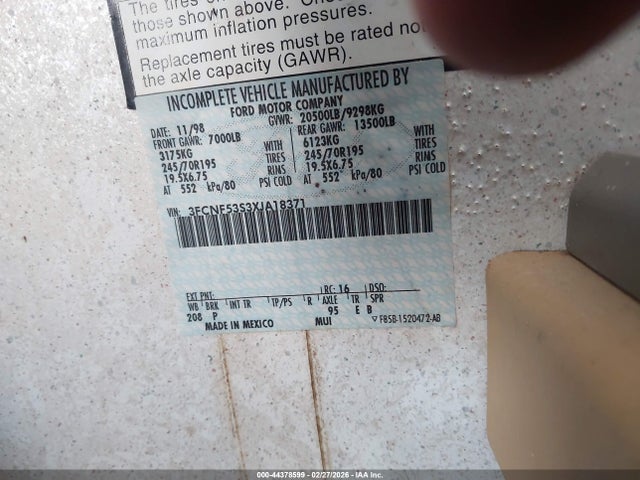 The tires
those shown above.
maximum inflation pressures.
Replacement tires must be rated not
the axle capacity (GAWR).
INCOMPLETE VEHICLE MANUFACTURED BY
FORD MOTOR COMPANY
DATE: 11/98 GVWR: 20500LB/9298KG
FRONT GAWR: 7000LB REAR GAWR: 13500LB
3175KG WITH 6123KG WITH
245/70R195 TIRES 245/70R195 TIRES
19.5X6.75 RIMS 19.5X6.75 RIMS
AT 552 kPa/80 PSI COLD AT 552 kPa/80 PSI COLD
VIN: 3FCNF53S3XJA18371
EXT PNT: RC: 16 DSO:
WB BRK INT TR TP/PS R AXLE TR SPR
208 P 95 E B
MADE IN MEXICO MUI F85B-1520472-AB
000-44378599 - 02/27/2026 - IAA Inc.